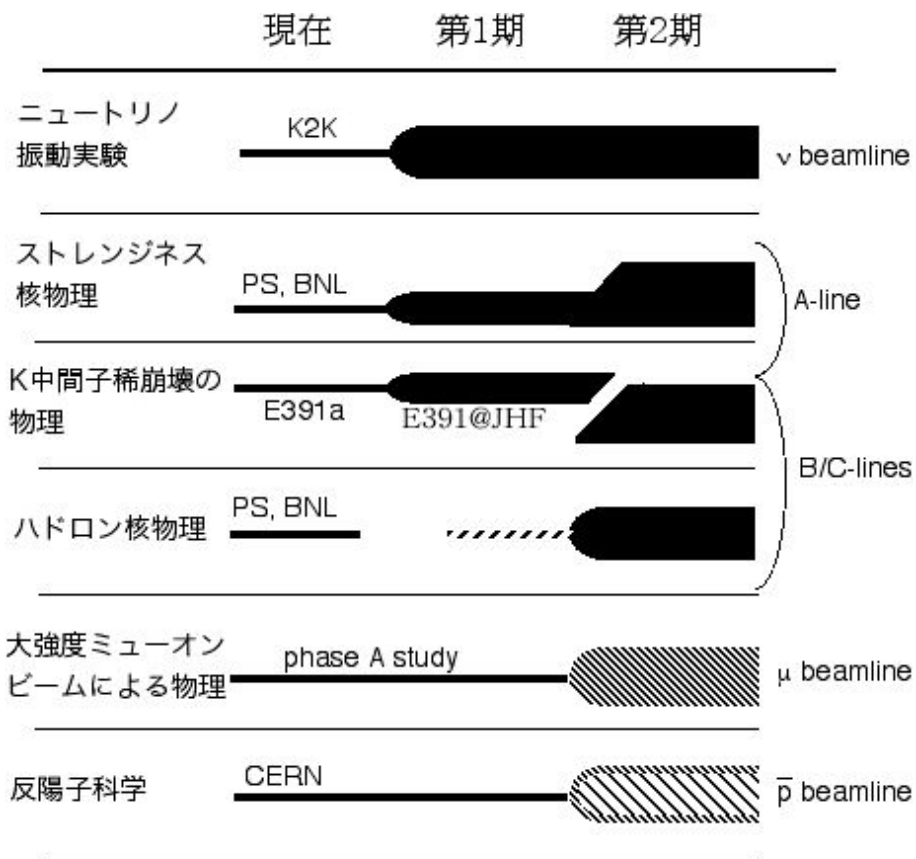 現在 第1期 第2期
ニュートリノ
振動実験
K2K
ν beamline
ストレンジネス
核物理
PS, BNL
A-line
K中間子稀崩壊の
物理
E391a
E391@JHF
B/C-lines
ハドロン核物理
PS, BNL
大強度ミューオン
ビームによる物理
phase A study
μ beamline
反陽子科学
CERN
p̅ beamline